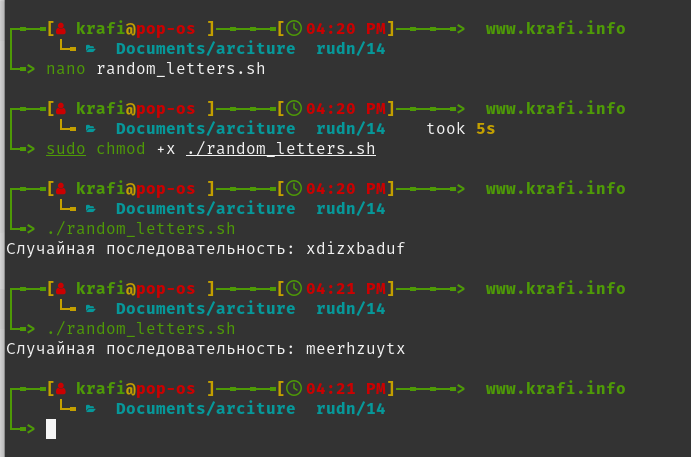 [ krafi@pop-os ] [ 04:20 PM] > www.krafi.info
Documents/arciture rudn/14
> nano random_letters.sh
[ krafi@pop-os ] [ 04:20 PM] > www.krafi.info
Documents/arciture rudn/14 took 5s
> sudo chmod +x ./random_letters.sh
[ krafi@pop-os ] [ 04:20 PM] > www.krafi.info
Documents/arciture rudn/14
> ./random_letters.sh
Случайная последовательность: xdizxbaduf
[ krafi@pop-os ] [ 04:21 PM] > www.krafi.info
Documents/arciture rudn/14
> ./random_letters.sh
Случайная последовательность: meerhzuytx
[ krafi@pop-os ] [ 04:21 PM] > www.krafi.info
Documents/arciture rudn/14
>